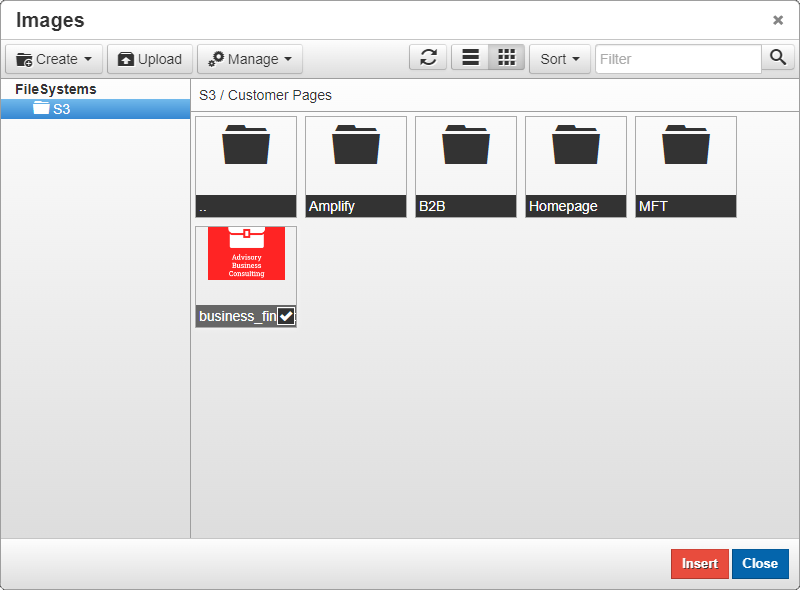 Images
Create
Upload
Manage
Sort
Filter
FileSystems
S3
S3 / Customer Pages
..
Amplify
B2B
Homepage
MFT
Advisory
Business
Consulting
business_fin
Insert
Close